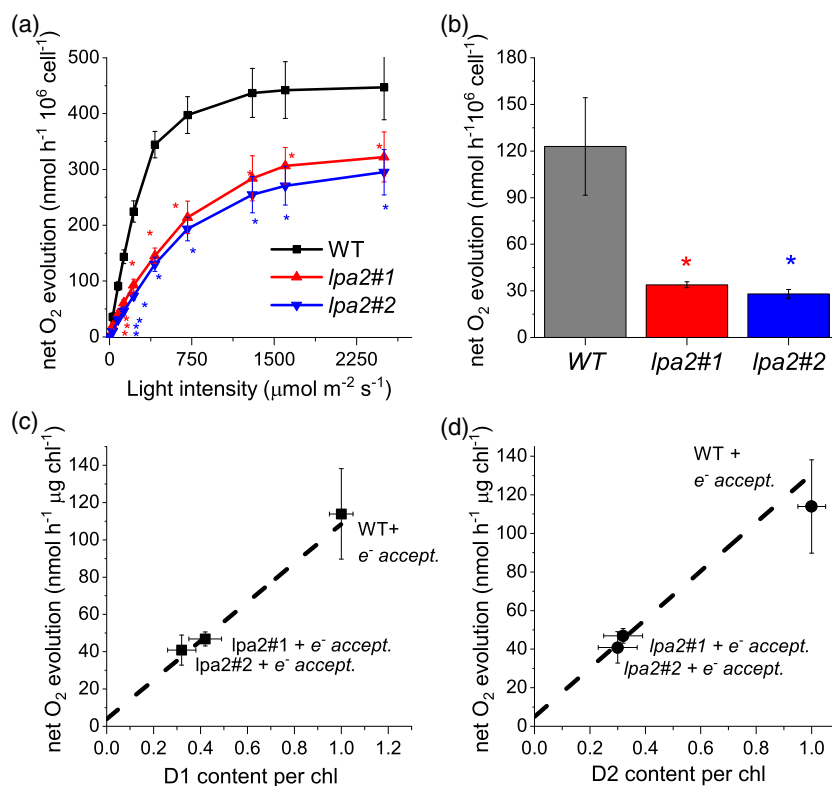 (a)
net O2 evolution (nmol h-1 10^6 cell-1)
500
400
300
200
100
0
0
750
1500
2250
Light intensity (μmol m-2 s-1)
WT
lpa2#1
lpa2#2
* * * * * * * * *
* * * * * * * * *
(b)
net O2 evolution (nmol h-1 10^6 cell-1)
180
150
120
90
60
30
0
*
*
WT
lpa2#1
lpa2#2
(c)
net O2 evolution (nmol h-1 μg chl-1)
140
120
100
80
60
40
20
0
0.0
0.2
0.4
0.6
0.8
1.0
1.2
D1 content per chl
WT+
e- accept.
lpa2#1 + e- accept.
lpa2#2 + e- accept.
(d)
net O2 evolution (nmol h-1 μg chl-1)
140
120
100
80
60
40
20
0
0.0
0.2
0.4
0.6
0.8
1.0
D2 content per chl
WT +
e- accept.
lpa2#1 + e- accept.
lpa2#2 + e- accept.